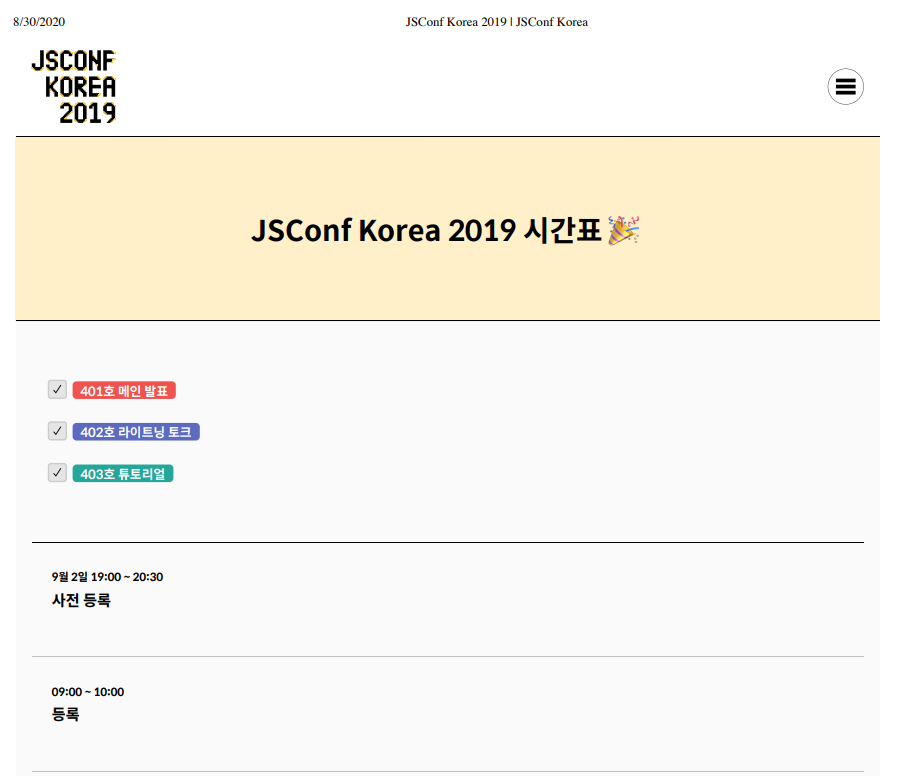 8/30/2020
JSConf Korea 2019 | JSConf Korea
JSCONF
KOREA
2019
JSConf Korea 2019 시간표🎉
401호 메인 발표
402호 라이트닝 토크
403호 튜토리얼
9월 2일 19:00 ~ 20:30
사전 등록
09:00 ~ 10:00
등록